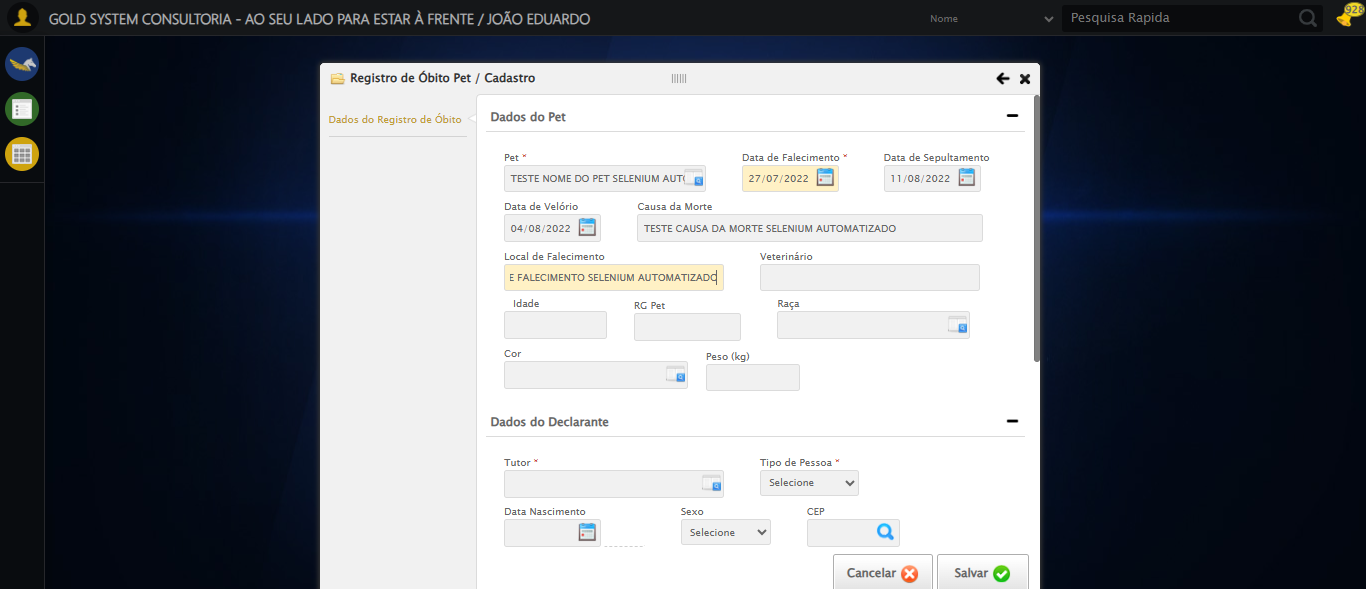 GOLD SYSTEM CONSULTORIA - AO SEU LADO PARA ESTAR À FRENTE / JOÃO EDUARDO
Nome
Pesquisa Rapida
928
Registro de Óbito Pet / Cadastro
Dados do Registro de Óbito
Dados do Pet
Pet * Data de Falecimento * Data de Sepultamento
TESTE NOME DO PET SELENIUM AUT 27/07/2022 11/08/2022
Data de Velório Causa da Morte
04/08/2022 TESTE CAUSA DA MORTE SELENIUM AUTOMATIZADO
Local de Falecimento Veterinário
E FALECIMENTO SELENIUM AUTOMATIZADO
Idade RG Pet Raça
Cor Peso (kg)
Dados do Declarante
Tutor * Tipo de Pessoa *
Selecione
Data Nascimento Sexo CEP
Selecione
Cancelar Salvar